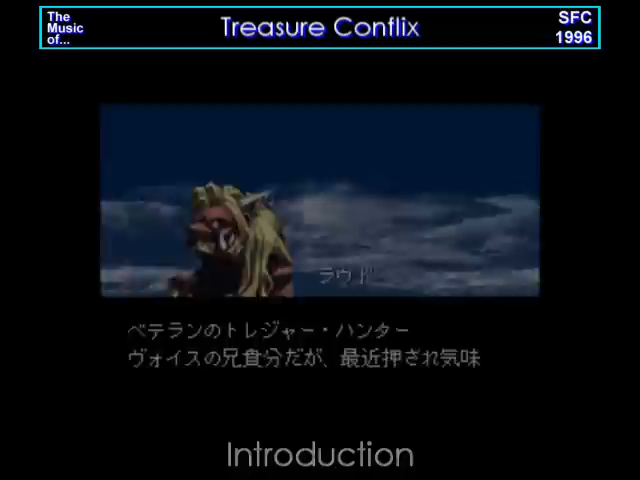 The
Music
of...
Treasure Conflix
SFC
1996
ラウド
ベテランのトレジャー・ハンター
ヴォイスの兄貴分だが、最近押され気味
Introduction